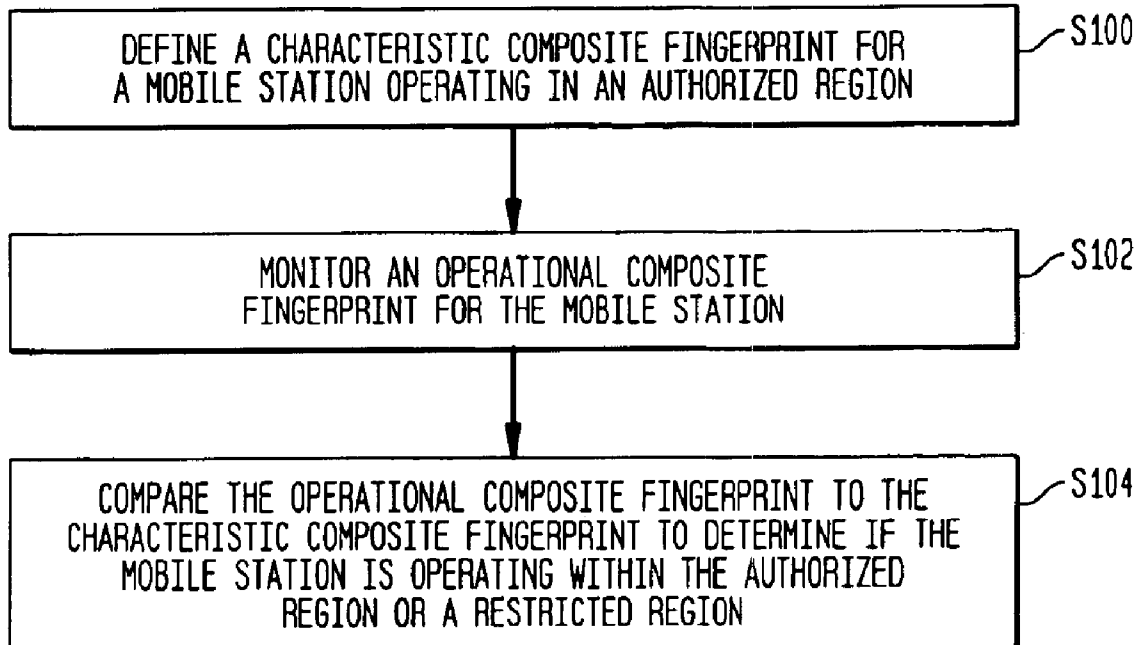 DEFINE A CHARACTERISTIC COMPOSITE FINGERPRINT FOR
A MOBILE STATION OPERATING IN AN AUTHORIZED REGION
S100
MONITOR AN OPERATIONAL COMPOSITE
FINGERPRINT FOR THE MOBILE STATION
S102
COMPARE THE OPERATIONAL COMPOSITE FINGERPRINT TO THE
CHARACTERISTIC COMPOSITE FINGERPRINT TO DETERMINE IF THE
MOBILE STATION IS OPERATING WITHIN THE AUTHORIZED
REGION OR A RESTRICTED REGION
S104